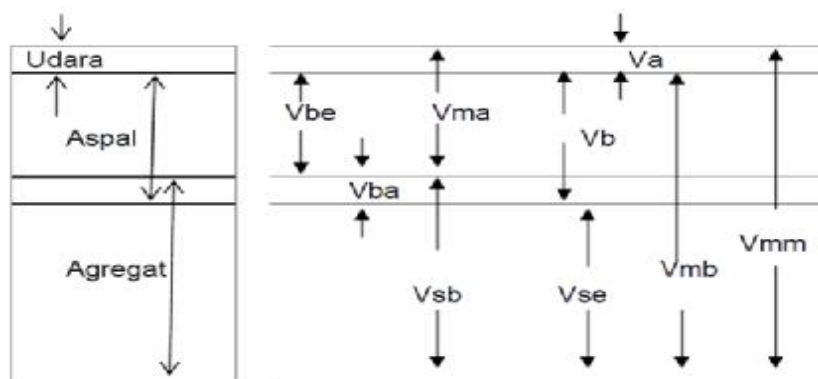 Udara
Va
Vbe
Vma
Aspal
Vb
Vba
Agregat
Vmm
Vmb
Vsb
Vse